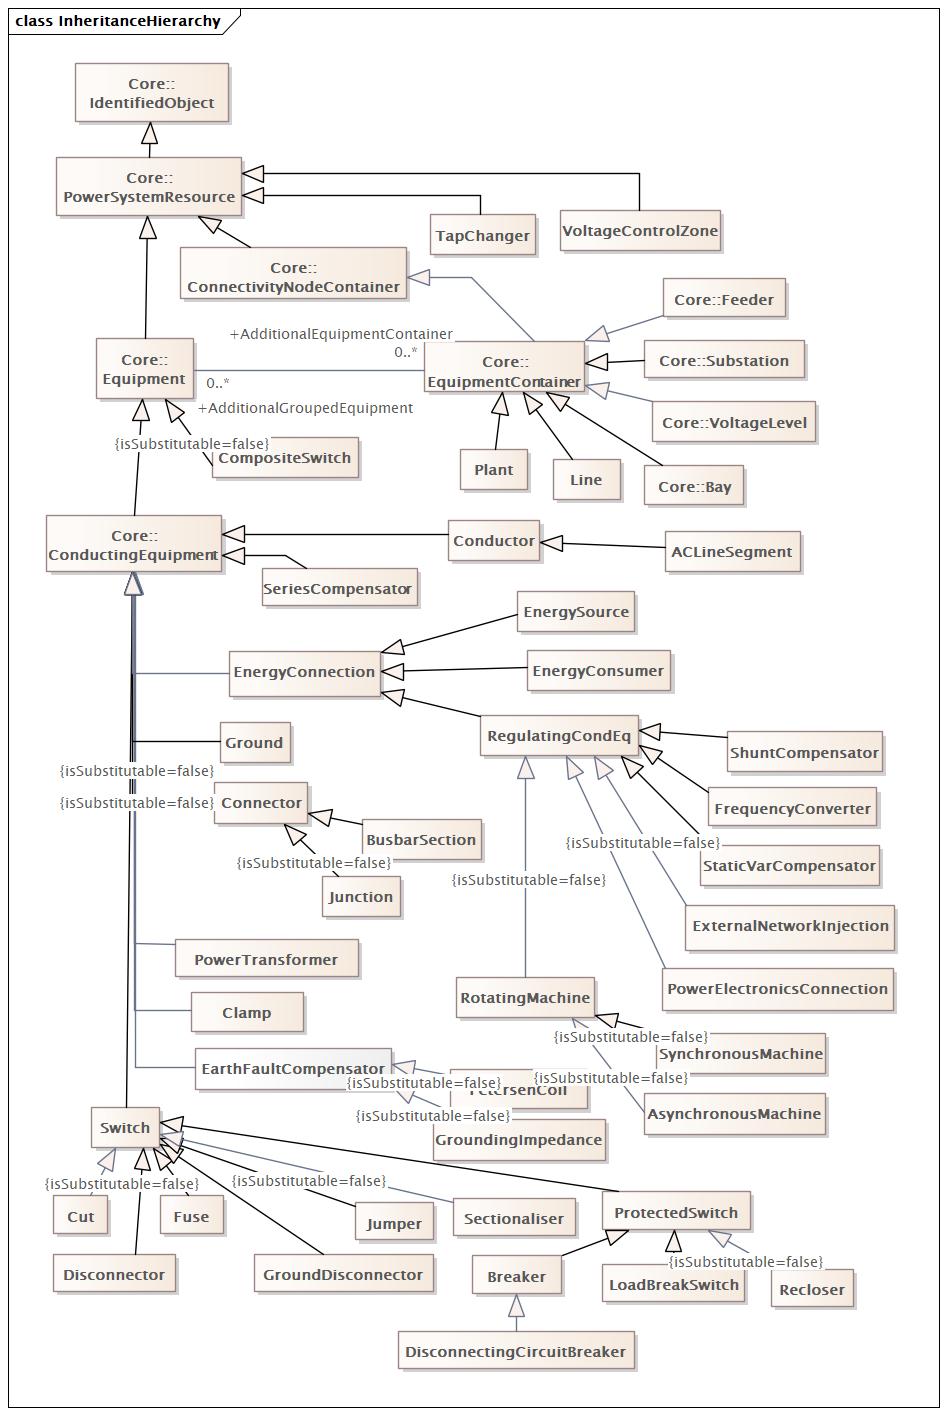 class InheritanceHierarchy
Core::
IdentifiedObject
Core::
PowerSystemResource
TapChanger
VoltageControlZone
Core::
ConnectivityNodeContainer
Core::Feeder
+AdditionalEquipmentContainer
0..*
Core::
Equipment
Core::
EquipmentContainer
Core::Substation
0..*
+AdditionalGroupedEquipment
Core::VoltageLevel
{isSubstitutable=false}
CompositeSwitch
Plant
Line
Core::Bay
Core::
ConductingEquipment
Conductor
ACLineSegment
SeriesCompensator
EnergySource
EnergyConnection
EnergyConsumer
RegulatingCondEq
Ground
ShuntCompensator
{isSubstitutable=false}
{isSubstitutable=false}
Connector
FrequencyConverter
BusbarSection
{isSubstitutable=false}
{isSubstitutable=false}
StaticVarCompensator
{isSubstitutable=false}
Junction
ExternalNetworkInjection
PowerTransformer
RotatingMachine
PowerElectronicsConnection
Clamp
{isSubstitutable=false}
SynchronousMachine
EarthFaultCompensator
{isSubstitutable=false}
{isSubstitutable=false}
PetersenCoil
{isSubstitutable=false}
AsynchronousMachine
Switch
GroundingImpedance
{isSubstitutable=false}
{isSubstitutable=false}
Cut
Fuse
Jumper
Sectionaliser
ProtectedSwitch
Disconnector
GroundDisconnector
Breaker
{isSubstitutable=false}
LoadBreakSwitch
Recloser
DisconnectingCircuitBreaker